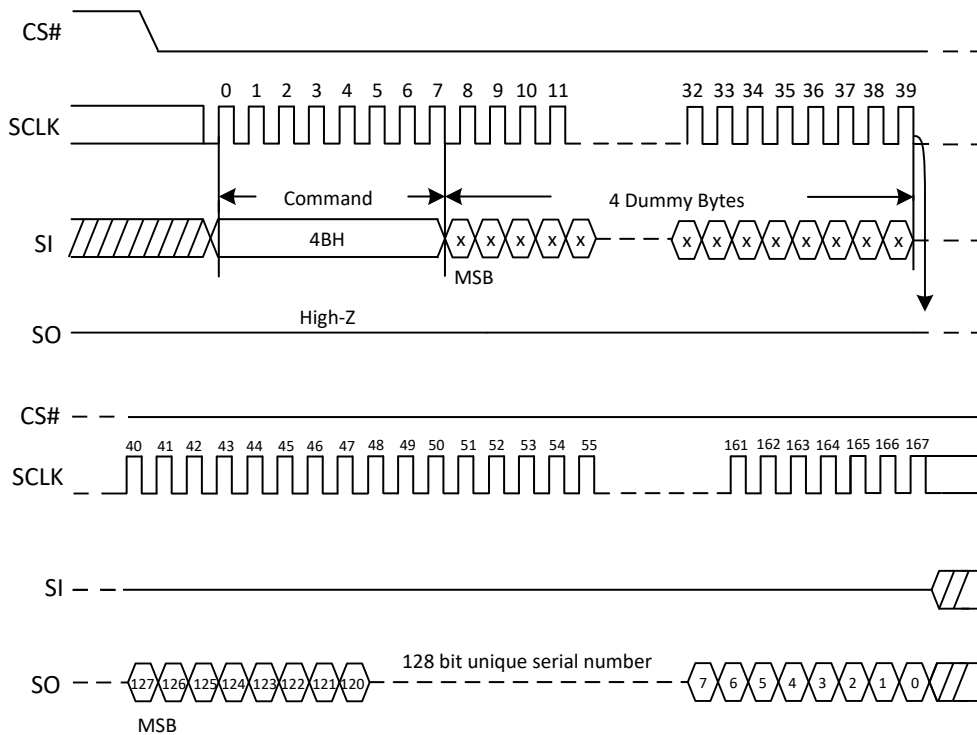 CS#
0 1 2 3 4 5 6 7 8 9 10 11 32 33 34 35 36 37 38 39
SCLK
Command 4 Dummy Bytes
SI 4BH x x x x x x x x x x x x x
MSB
High-Z
SO
CS#
40 41 42 43 44 45 46 47 48 49 50 51 52 53 54 55 161 162 163 164 165 166 167
SCLK
SI
128 bit unique serial number
SO 127 126 125 124 123 122 121 120 7 6 5 4 3 2 1 0
MSB